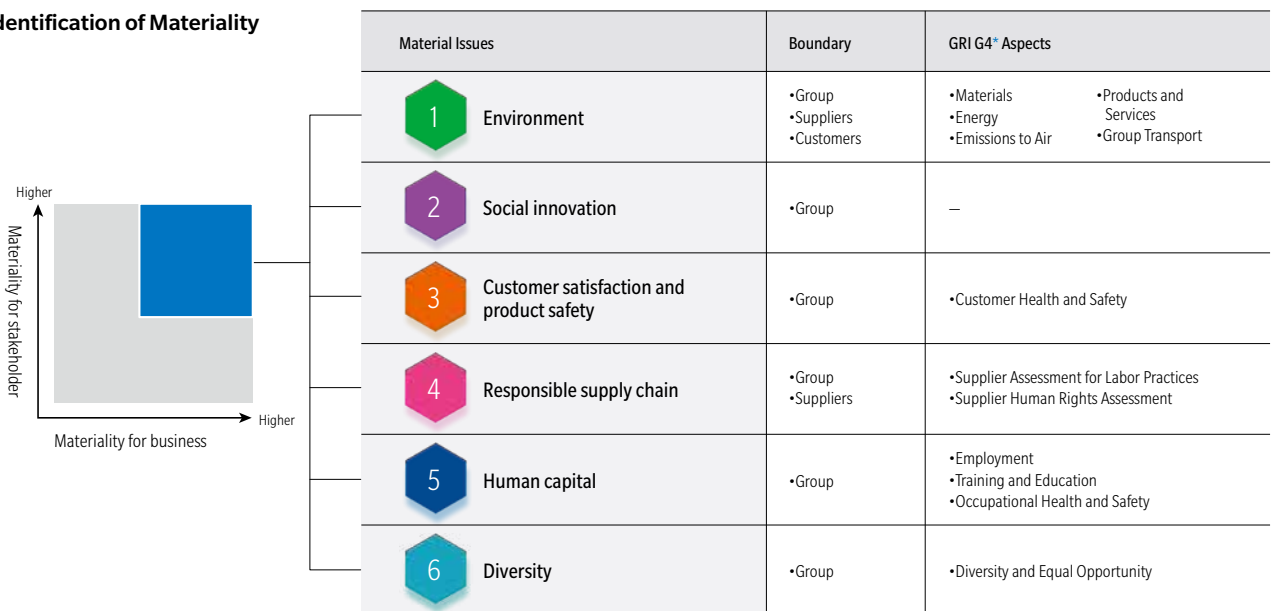 dentification of Materiality
Material Issues
Boundary
GRI G4* Aspects
1
Environment
•Group
•Suppliers
•Customers
•Materials
•Energy
•Emissions to Air
•Products and
Services
•Group Transport
2
Social innovation
•Group
—
3
Customer satisfaction and
product safety
•Group
•Customer Health and Safety
4
Responsible supply chain
•Group
•Suppliers
•Supplier Assessment for Labor Practices
•Supplier Human Rights Assessment
5
Human capital
•Group
•Employment
•Training and Education
•Occupational Health and Safety
6
Diversity
•Group
•Diversity and Equal Opportunity
Higher
Materiality for stakeholder
Higher
Materiality for business